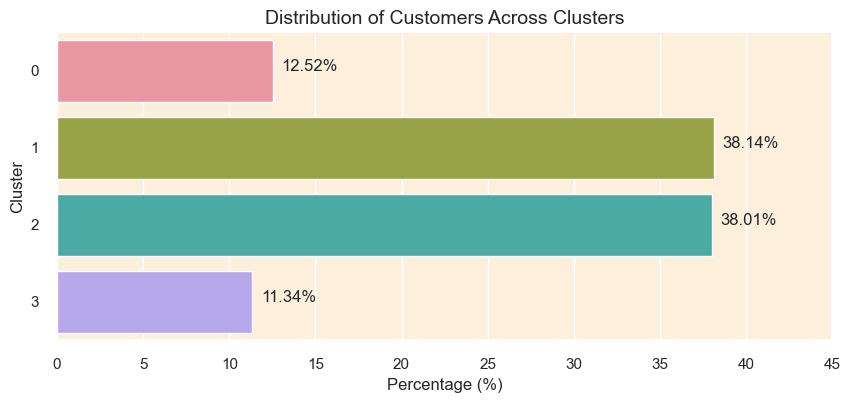 Distribution of Customers Across Clusters
Cluster
0
12.52%
1
38.14%
2
38.01%
3
11.34%
0 5 10 15 20 25 30 35 40 45
Percentage (%)